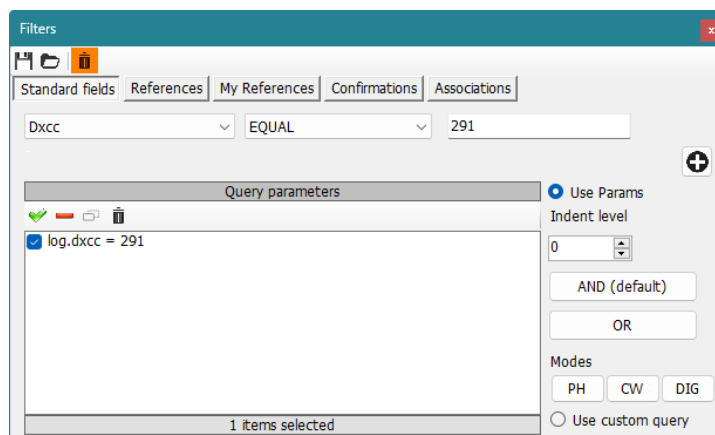 Filters
x
Standard fields References My References Confirmations Associations
Dxcc EQUAL 291
Query parameters
Use Params
Indent level
log.dxcc = 291
0
AND (default)
OR
Modes
PH CW DIG
1 items selected
Use custom query